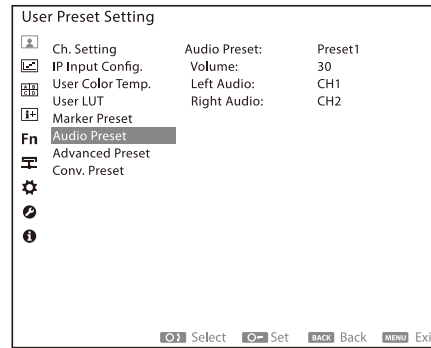 User Preset Setting
Ch. Setting
IP Input Config.
User Color Temp.
User LUT
Marker Preset
Fn Audio Preset
Advanced Preset
Conv. Preset
Audio Preset: Preset1
Volume: 30
Left Audio: CH1
Right Audio: CH2
Select Set BACK Back MENU Exi